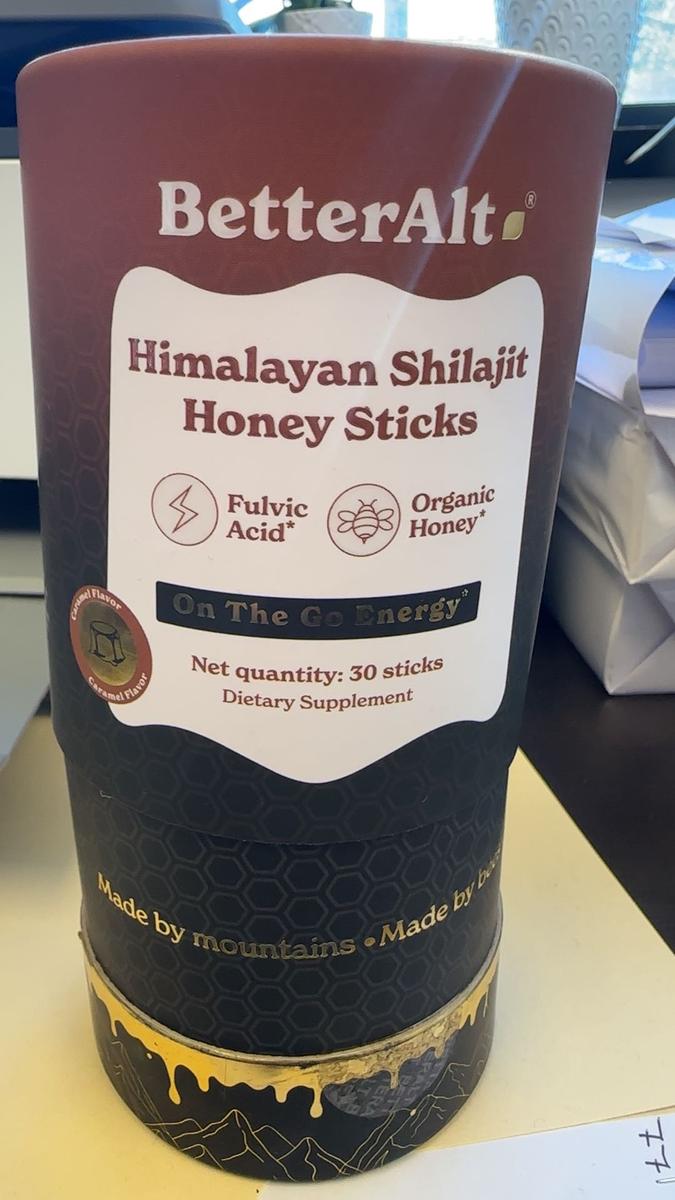 BetterAlt®
Himalayan Shilajit
Honey Sticks
Fulvic
Acid*
Organic
Honey*
On The Go Energy*
Caramel Flavor
Caramel Flavor
Net quantity: 30 sticks
Dietary Supplement
Made by mountains • Made by